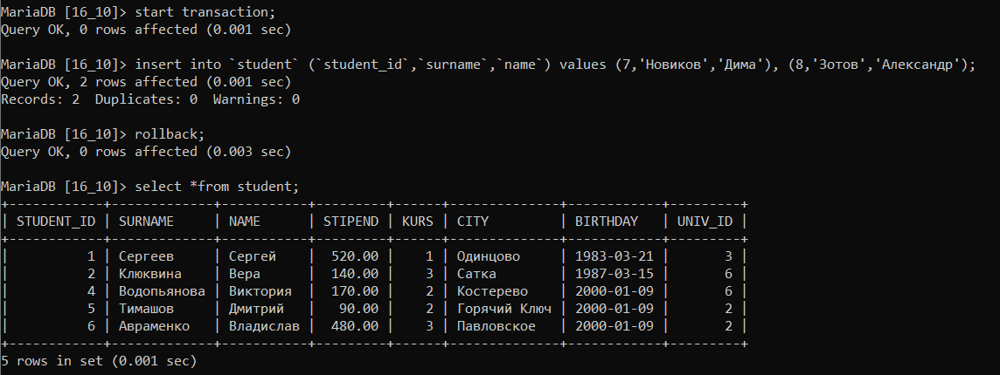 MariaDB [16_10]> start transaction;
Query OK, 0 rows affected (0.001 sec)
MariaDB [16_10]> insert into `student` (`student_id`,`surname`,`name`) values (7,'Новиков','Дима'), (8,'Зотов','Александр');
Query OK, 2 rows affected (0.001 sec)
Records: 2  Duplicates: 0  Warnings: 0
MariaDB [16_10]> rollback;
Query OK, 0 rows affected (0.003 sec)
MariaDB [16_10]> select *from student;
+------------+------------+-----------+---------+------+--------------+------------+---------+
| STUDENT_ID | SURNAME    | NAME      | STIPEND | KURS | CITY         | BIRTHDAY   | UNIV_ID |
+------------+------------+-----------+---------+------+--------------+------------+---------+
|          1 | Сергеев    | Сергей    |  520.00 |    1 | Одинцово     | 1983-03-21 |       3 |
|          2 | Клюквина   | Вера      |  140.00 |    3 | Сатка        | 1987-03-15 |       6 |
|          4 | Водопьянова | Виктория  |  170.00 |    2 | Костерево    | 2000-01-09 |       6 |
|          5 | Тимашов    | Дмитрий   |   90.00 |    2 | Горячий Ключ | 2000-01-09 |       2 |
|          6 | Авраменко  | Владислав |  480.00 |    3 | Павловское   | 2000-01-09 |       2 |
+------------+------------+-----------+---------+------+--------------+------------+---------+
5 rows in set (0.001 sec)